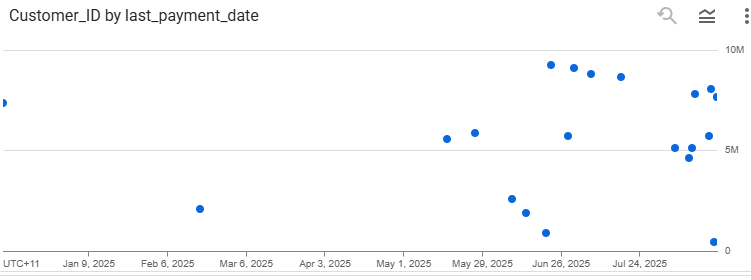 Customer_ID by last_payment_date
10M
5M
0
UTC+11 Jan 9, 2025 Feb 6, 2025 Mar 6, 2025 Apr 3, 2025 May 1, 2025 May 29, 2025 Jun 26, 2025 Jul 24, 2025